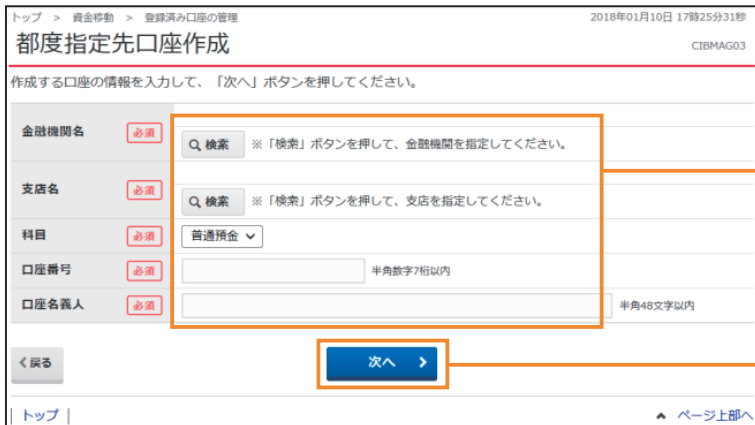 トップ > 資金移動 > 登録済み口座の管理 2018年01月10日 17時25分31秒
都度指定先口座作成 CIBMAG03
作成する口座の情報を入力して、「次へ」ボタンを押してください。
金融機関名 必須 検索 ※「検索」ボタンを押して、金融機関を指定してください。
支店名 必須 検索 ※「検索」ボタンを押して、支店を指定してください。
科目 必須 普通預金
口座番号 必須 半角数字7桁以内
口座名義人 必須 半角48文字以内
戻る 次へ
トップ ページ上部へ